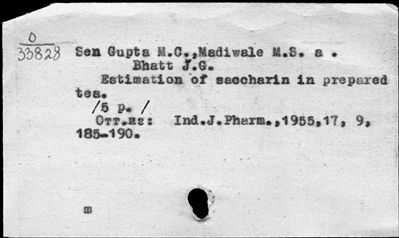 О
33828
Sen Gupta M.C.,Madiwale M.S. a .
Bhatt J.G.
Estimation of saccharin in prepared
tea.
/5 p. /
Отт.из: Ind.J.Pharm.,1955,17, 9,
185-190.
m